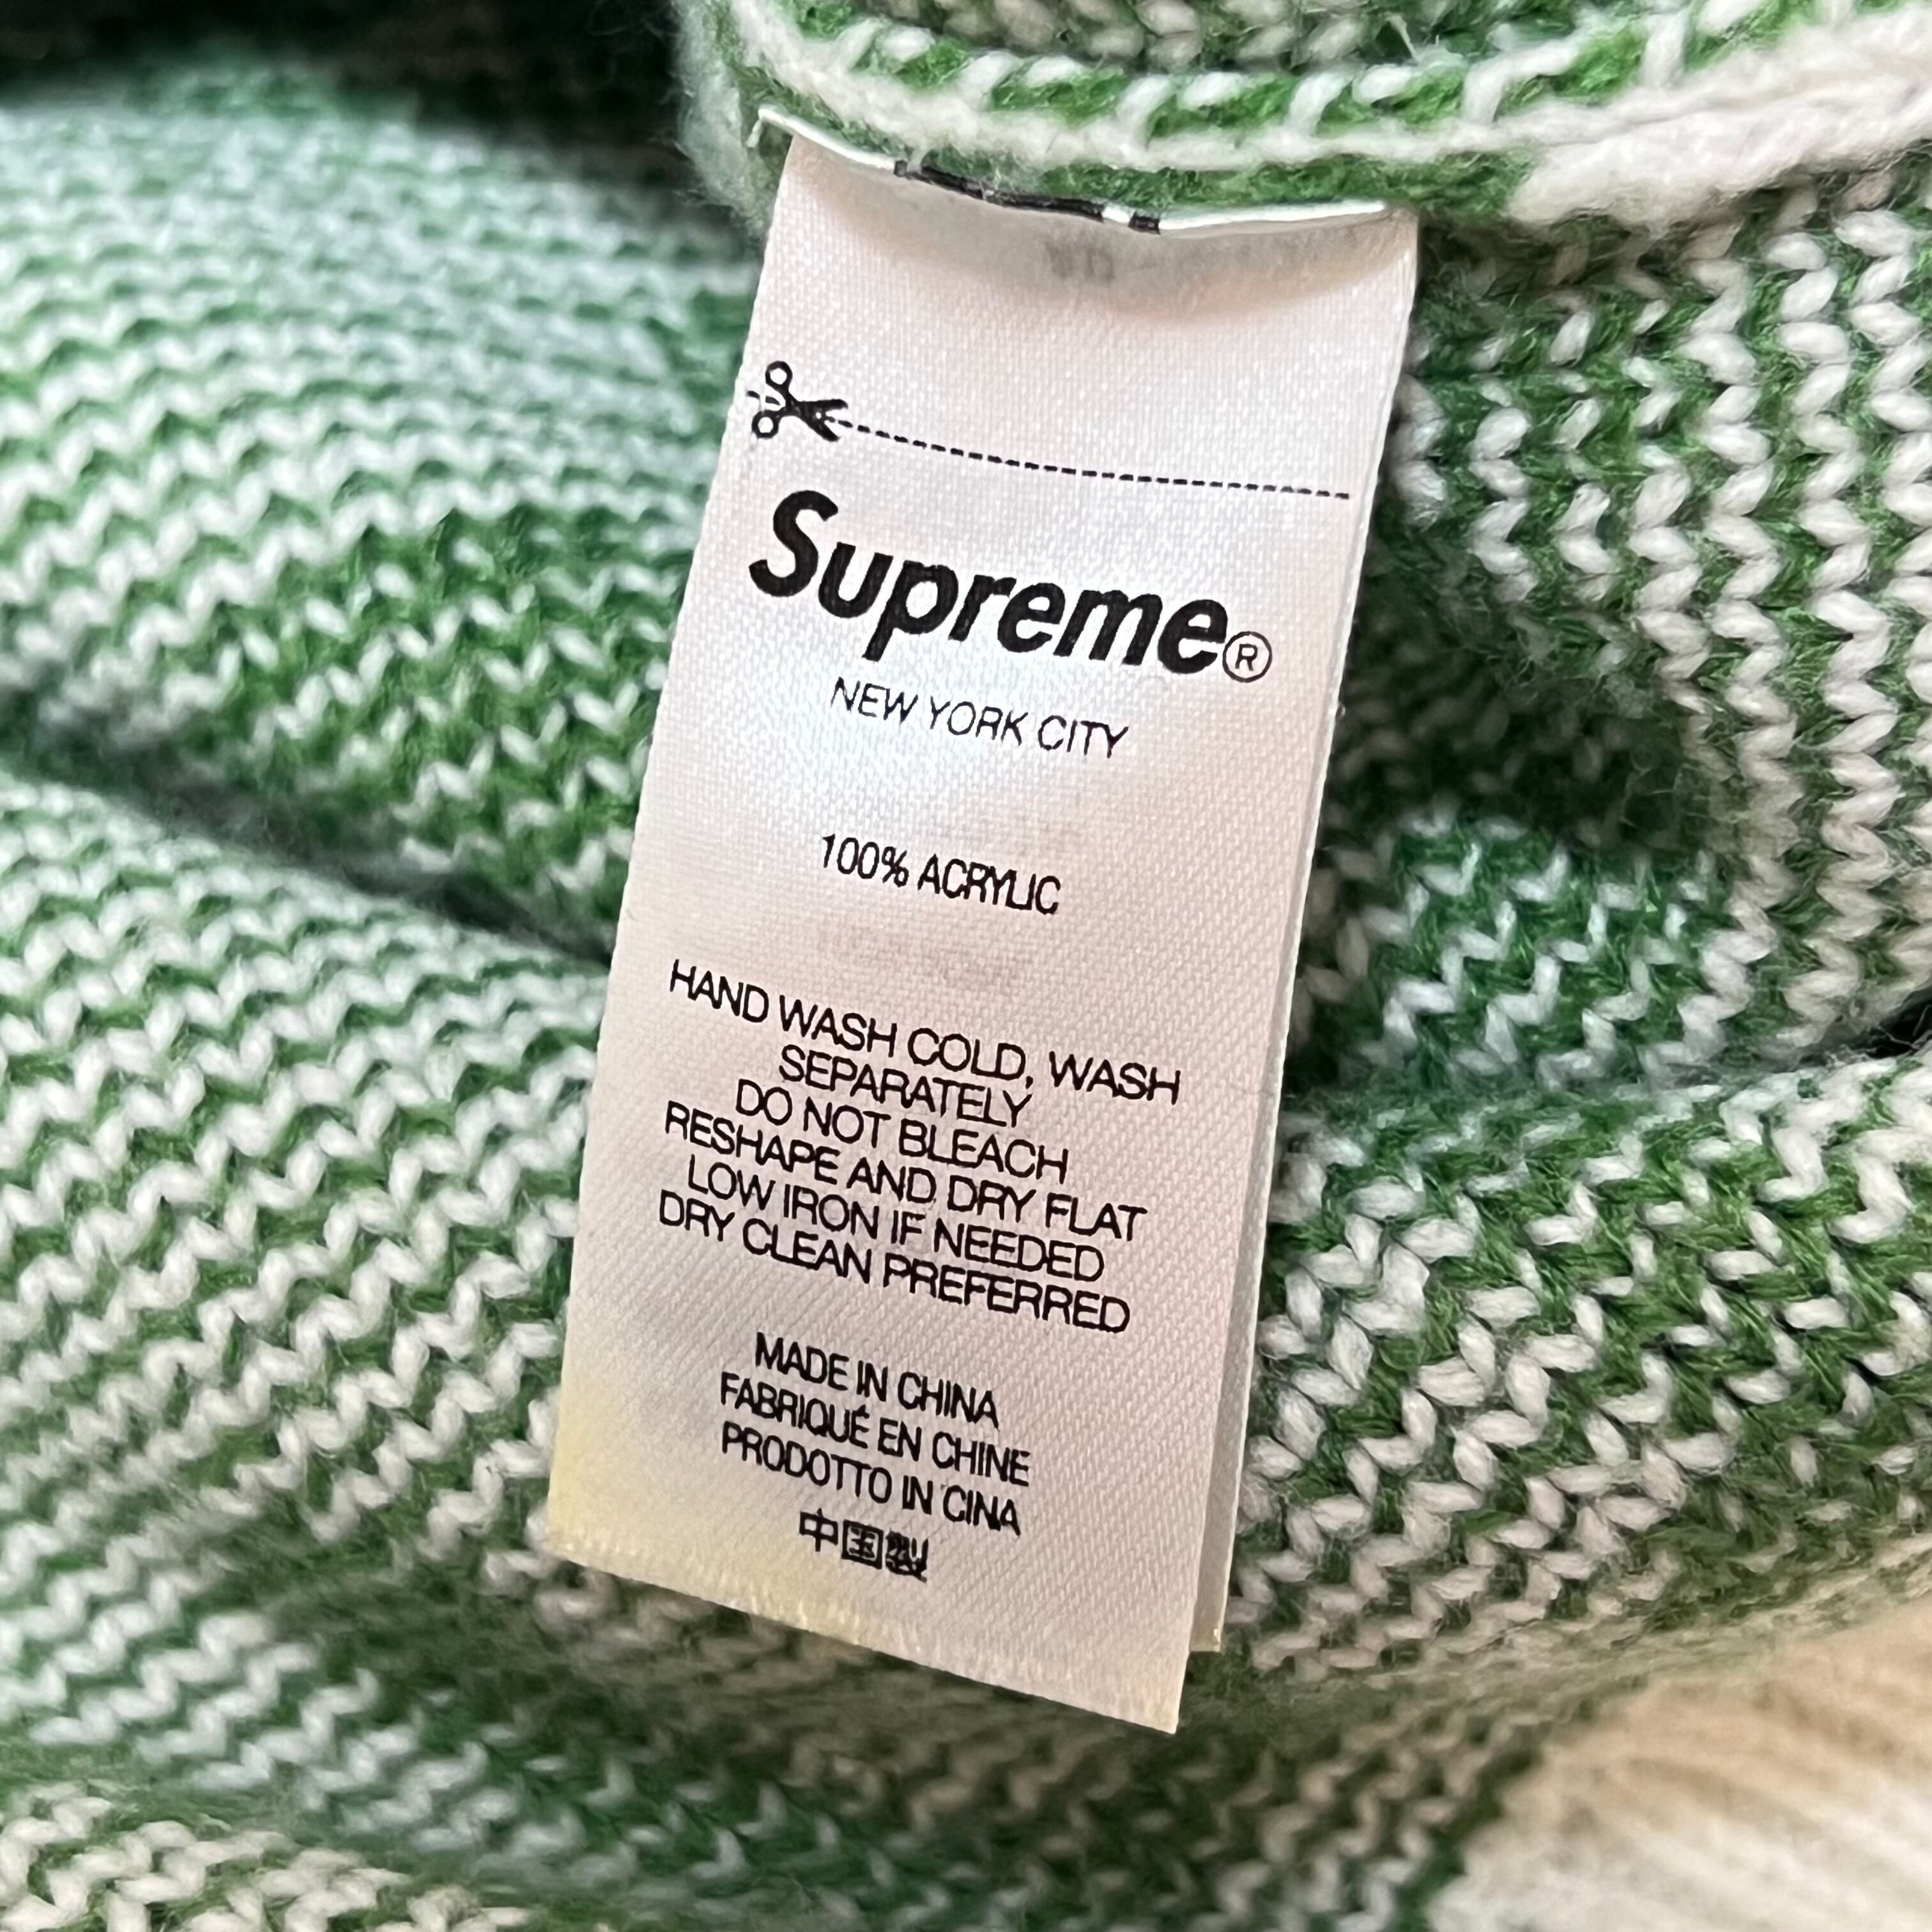 Supreme®
NEW YORK CITY
100% ACRYLIC
HAND WASH COLD, WASH
SEPARATELY
DO NOT BLEACH
RESHAPE AND DRY FLAT
LOW IRON IF NEEDED
DRY CLEAN PREFERRED
MADE IN CHINA
FABRIQUÉ EN CHINE
PRODOTTO IN CINA
中国製